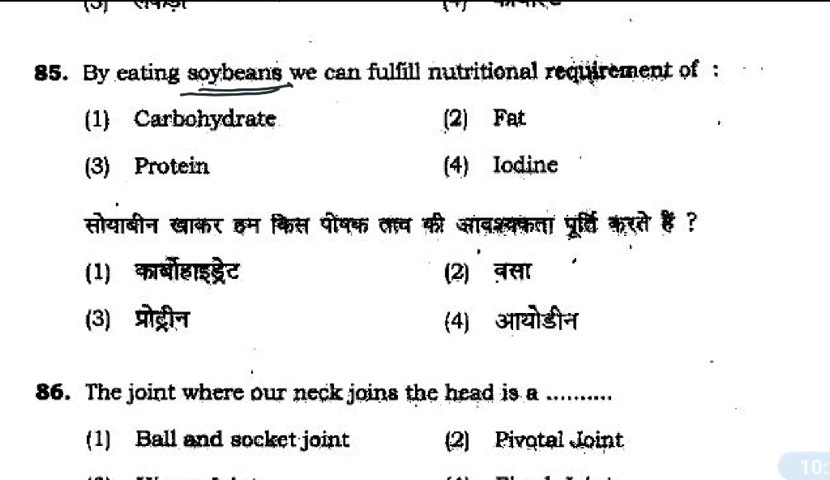 85. By eating soybeans we can fulfill nutritional requirement of :
(1) Carbohydrate (2) Fat
(3) Protein (4) Iodine
सोयाबीन खाकर हम किस पोषक तत्व की आवश्यकता पूर्ति करते हैं ?
(1) कार्बोहाइड्रेट (2) वसा
(3) प्रोट्रीन (4) आयोडीन
86. The joint where our neck joins the head is a ..........
(1) Ball and socket joint (2) Pivotal Joint
10: